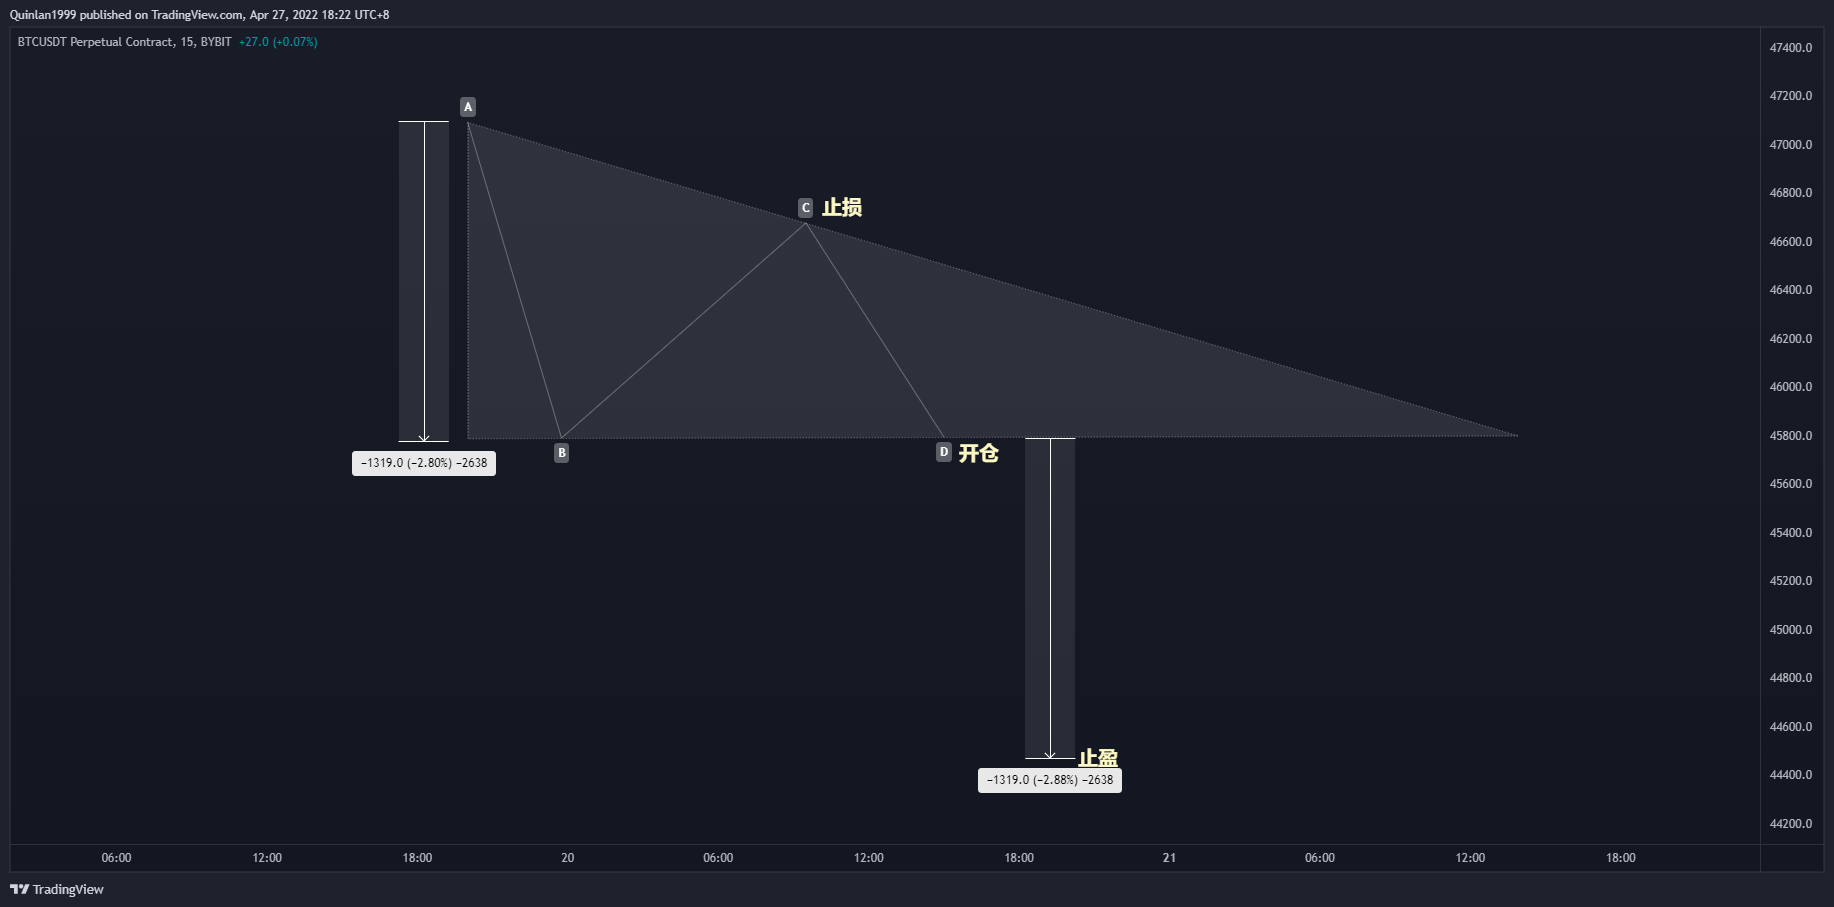 Quinlan1999 published on TradingView.com, Apr 27, 2022 18:22 UTC+8
BTCUSDT Perpetual Contract, 15, BYBIT +27.0 (+0.07%)
47400.0
47200.0
A
47000.0
46800.0
C 止损
46600.0
46400.0
46200.0
46000.0
45800.0
B
D 开仓
−1319.0 (−2.80%) −2638
45600.0
45400.0
45200.0
45000.0
44800.0
44600.0
止盈
−1319.0 (−2.88%) −2638
44400.0
44200.0
06:00 12:00 18:00 20 06:00 12:00 18:00 21 06:00 12:00 18:00
TradingView